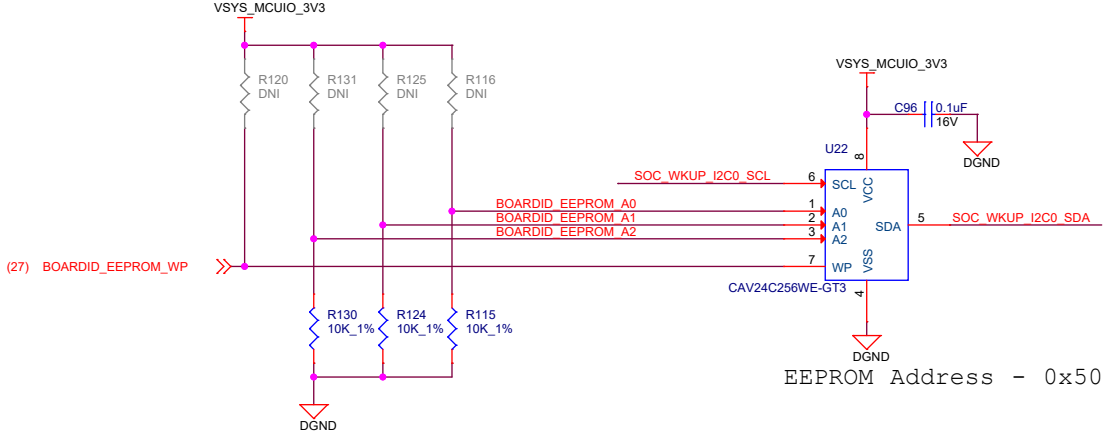 VSYS_MCUIO_3V3
R120
DNI
R131
DNI
R125
DNI
R116
DNI
VSYS_MCUIO_3V3
C96
0.1uF
16V
DGND
U22
8
SOC_WKUP_I2C0_SCL
6
SCL
VCC
BOARDID_EEPROM_A0
1
A0
BOARDID_EEPROM_A1
2
A1
SDA
5
SOC_WKUP_I2C0_SDA
BOARDID_EEPROM_A2
3
A2
(27) BOARDID_EEPROM_WP
7
WP
VSS
CAV24C256WE-GT3
4
R130
10K_1%
R124
10K_1%
R115
10K_1%
DGND
EEPROM Address - 0x50
DGND